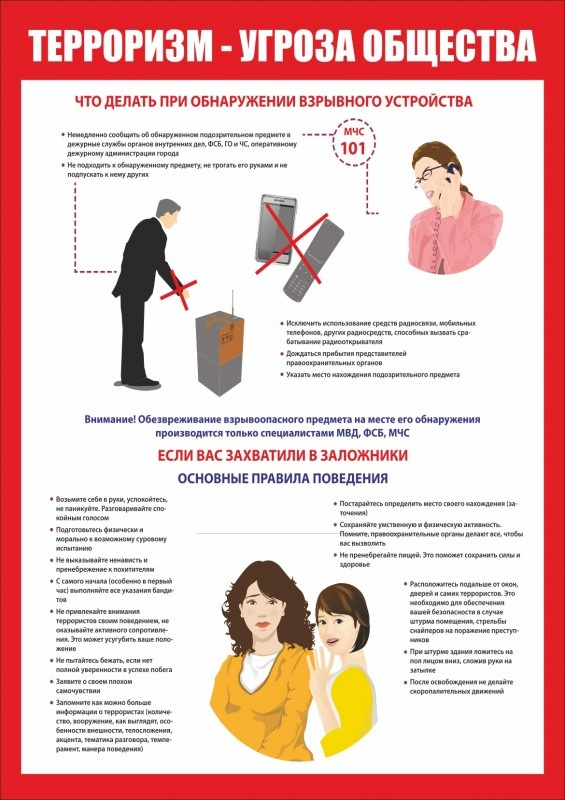 ТЕРРОРИЗМ - УГРОЗА ОБЩЕСТВА
ЧТО ДЕЛАТЬ ПРИ ОБНАРУЖЕНИИ ВЗРЫВНОГО УСТРОЙСТВА
• Немедленно сообщить об обнаруженном подозрительном предмете в
дежурные службы органов внутренних дел, ФСБ, ГО и ЧС, оперативному
дежурному администрации города
• Не подходить к обнаруженному предмету, не трогать его руками и не
подпускать к нему других
МЧС
101
• Исключить использование средств радиосвязи, мобильных
телефонов, других радиосредств, способных вызвать сра-
батывание радиооткрывателя
• Дождаться прибытия представителей
правоохранительных органов
• Указать место нахождения подозрительного предмета
Внимание! Обезвреживание взрывоопасного предмета на месте его обнаружения
производится только специалистами МВД, ФСБ, МЧС
ЕСЛИ ВАС ЗАХВАТИЛИ В ЗАЛОЖНИКИ
ОСНОВНЫЕ ПРАВИЛА ПОВЕДЕНИЯ
• Возьмите себя в руки, успокойтесь,
не паникуйте. Разговаривайте спо-
койным голосом
• Подготовьтесь физически и
морально к возможному суровому
испытанию
• Не выказывайте ненависть и
пренебрежение к похитителям
• С самого начала (особенно в первый
час) выполняйте все указания банди-
тов
• Не привлекайте внимания
террористов своим поведением, не
оказывайте активного сопротивле-
ния. Это может усугубить ваше поло-
жение
• Не пытайтесь бежать, если нет
полной уверенности в успехе побега
• Заявите о своем плохом
самочувствии
• Запомните как можно больше
информации о террористах (количе-
ство, вооружение, как выглядят, осо-
бенности внешности, телосложения,
акцента, тематика разговора, темпе-
рамент, манера поведения)
• Постарайтесь определить место своего нахождения (за-
точения)
• Сохраняйте умственную и физическую активность.
Помните, правоохранительные органы делают все, чтобы
вас вызволить
• Не пренебрегайте пищей. Это поможет сохранить силы и
здоровье
• Расположитесь подальше от окон,
дверей и самих террористов. Это
необходимо для обеспечения
вашей безопасности в случае
штурма помещения, стрельбы
снайперов на поражение преступ-
ников
• При штурме здания ложитесь на
пол лицом вниз, сложив руки на
затылке
• После освобождения не делайте
скоропалительных движений